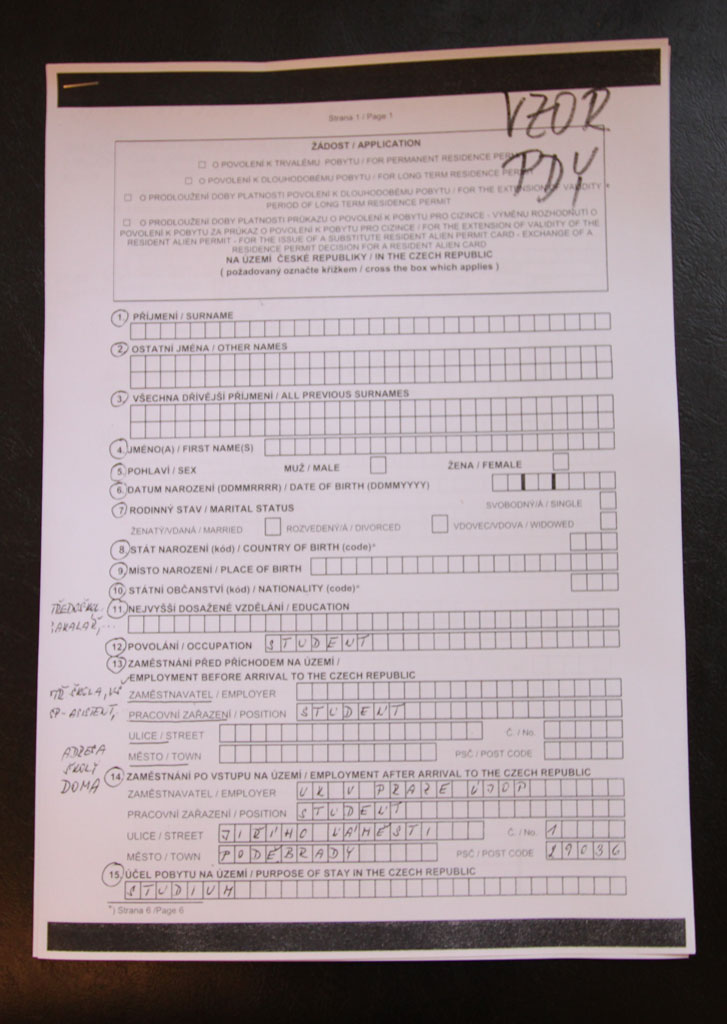 Strana 1 / Page 1
VZOR
PDY
ŽÁDOST / APPLICATION
☐ O POVOLENÍ K TRVALÉMU POBYTU / FOR PERMANENT RESIDENCE PERMIT
☐ O POVOLENÍ K DLOUHODOBÉMU POBYTU / FOR LONG TERM RESIDENCE PERMIT
☐ O PRODLOUŽENÍ DOBY PLATNOSTI POVOLENÍ K DLOUHODOBÉMU POBYTU / FOR THE EXTENSION OF VALIDITY
PERIOD OF LONG TERM RESIDENCE PERMIT
☐ O PRODLOUŽENÍ DOBY PLATNOSTI PRŮKAZU O POVOLENÍ K POBYTU PRO CIZINCE - VÝMĚNU ROZHODNUTÍ O
POVOLENÍ K POBYTU ZA PRŮKAZ O POVOLENÍ K POBYTU PRO CIZINCE / FOR THE EXTENSION OF VALIDITY OF THE
RESIDENT ALIEN PERMIT - FOR THE ISSUE OF A SUBSTITUTE RESIDENT ALIEN PERMIT CARD - EXCHANGE OF A
RESIDENCE PERMIT DECISION FOR A RESIDENT ALIEN CARD
NA ÚZEMÍ ČESKÉ REPUBLIKY / IN THE CZECH REPUBLIC
( požadovaný označte křížkem / cross the box which applies )
1. PŘÍJMENÍ / SURNAME
2. OSTATNÍ JMÉNA / OTHER NAMES
3. VŠECHNA DŘÍVĚJŠÍ PŘÍJMENÍ / ALL PREVIOUS SURNAMES
4. JMÉNO(A) / FIRST NAME(S)
5. POHLAVÍ / SEX MUŽ / MALE ŽENA / FEMALE
6. DATUM NAROZENÍ (DDMMRRRR) / DATE OF BIRTH (DDMMYYYY)
7. RODINNÝ STAV / MARITAL STATUS SVOBODNÝ/Á / SINGLE
ŽENATÝ/VDANÁ / MARRIED ROZVEDENÝ/Á / DIVORCED VDOVEC/VDOVA / WIDOWED
8. STÁT NAROZENÍ (kód) / COUNTRY OF BIRTH (code)*
9. MÍSTO NAROZENÍ / PLACE OF BIRTH
10. STÁTNÍ OBČANSTVÍ (kód) / NATIONALITY (code)*
11. NEJVYŠŠÍ DOSAŽENÉ VZDĚLÁNÍ / EDUCATION
12. POVOLÁNÍ / OCCUPATION STUDENT
13. ZAMĚSTNÁNÍ PŘED PŘÍCHODEM NA ÚZEMÍ /
EMPLOYMENT BEFORE ARRIVAL TO THE CZECH REPUBLIC
ZAMĚSTNAVATEL / EMPLOYER
PRACOVNÍ ZAŘAZENÍ / POSITION STUDENT
ULICE / STREET Č. / No.
MĚSTO / TOWN PSČ / POST CODE
ADRESA
ŠKOLY
DOMA
14. ZAMĚSTNÁNÍ PO VSTUPU NA ÚZEMÍ / EMPLOYMENT AFTER ARRIVAL TO THE CZECH REPUBLIC
ZAMĚSTNAVATEL / EMPLOYER UK V PRAZE ÚJOP
PRACOVNÍ ZAŘAZENÍ / POSITION STUDENT
ULICE / STREET JIŘÍHO NÁMĚSTÍ Č. / No. 1
MĚSTO / TOWN PODĚBRADY PSČ / POST CODE 29036
15. ÚČEL POBYTU NA ÚZEMÍ / PURPOSE OF STAY IN THE CZECH REPUBLIC
STUDIUM
*) Strana 6 /Page 6